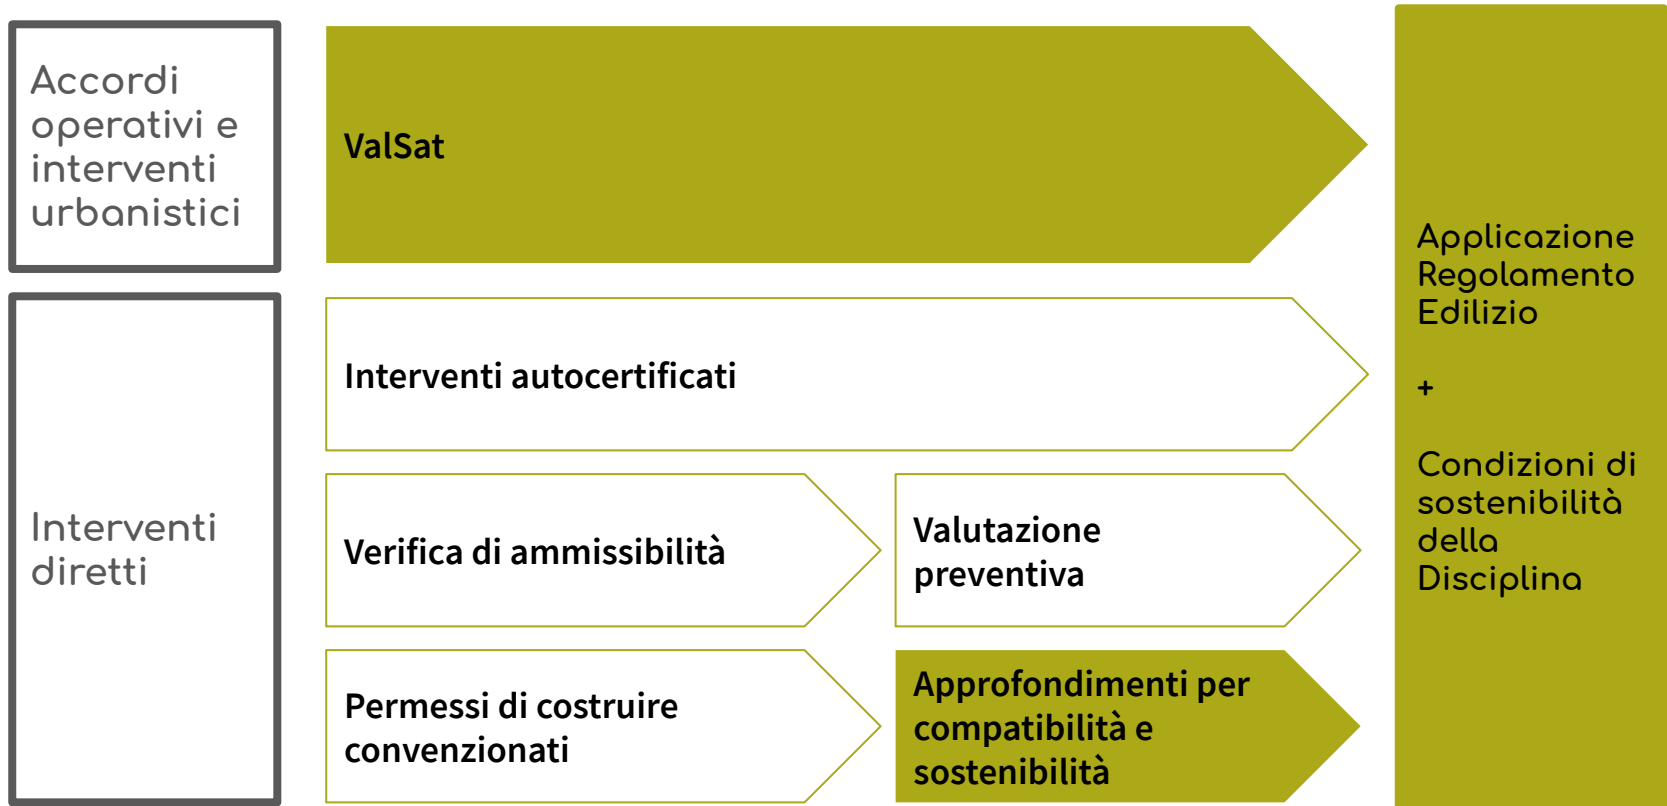 Accordi
operativi e
interventi
urbanistici
ValSat
Interventi
diretti
Interventi autocertificati
Verifica di ammissibilità
Valutazione
preventiva
Permessi di costruire
convenzionati
Approfondimenti per
compatibilità e
sostenibilità
Applicazione
Regolamento
Edilizio
+
Condizioni di
sostenibilità
della
Disciplina